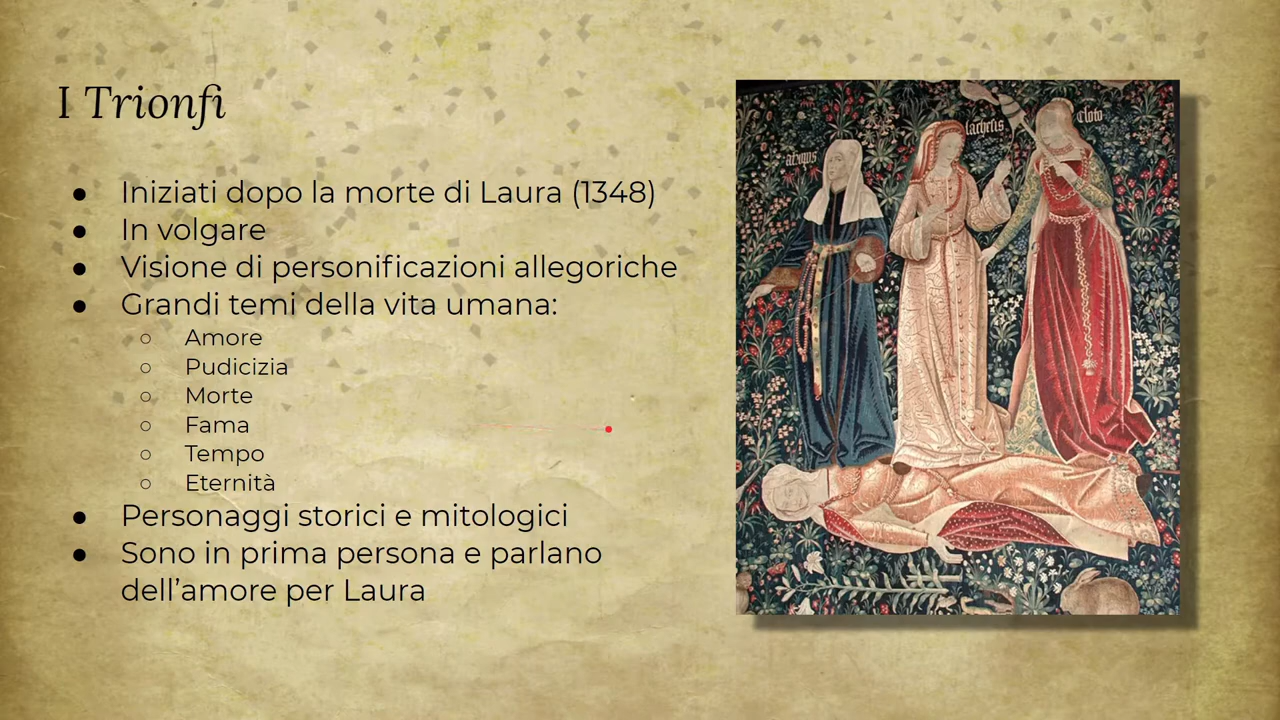 I Trionfi
● Iniziati dopo la morte di Laura (1348)
● In volgare
● Visione di personificazioni allegoriche
● Grandi temi della vita umana:
○ Amore
○ Pudicizia
○ Morte
○ Fama
○ Tempo
○ Eternità
● Personaggi storici e mitologici
● Sono in prima persona e parlano
dell’amore per Laura
lachelis
Cloto